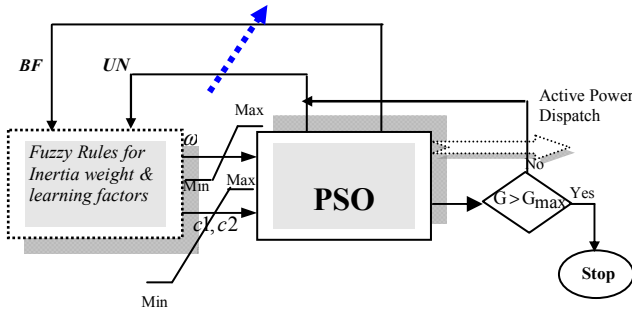 BF
UN
Max
Active Power
Dispatch
Fuzzy Rules for
Inertia weight &
learning factors
ω
Min
Max
c1,c2
Min
PSO
No
G>Gmax
Yes
Stop